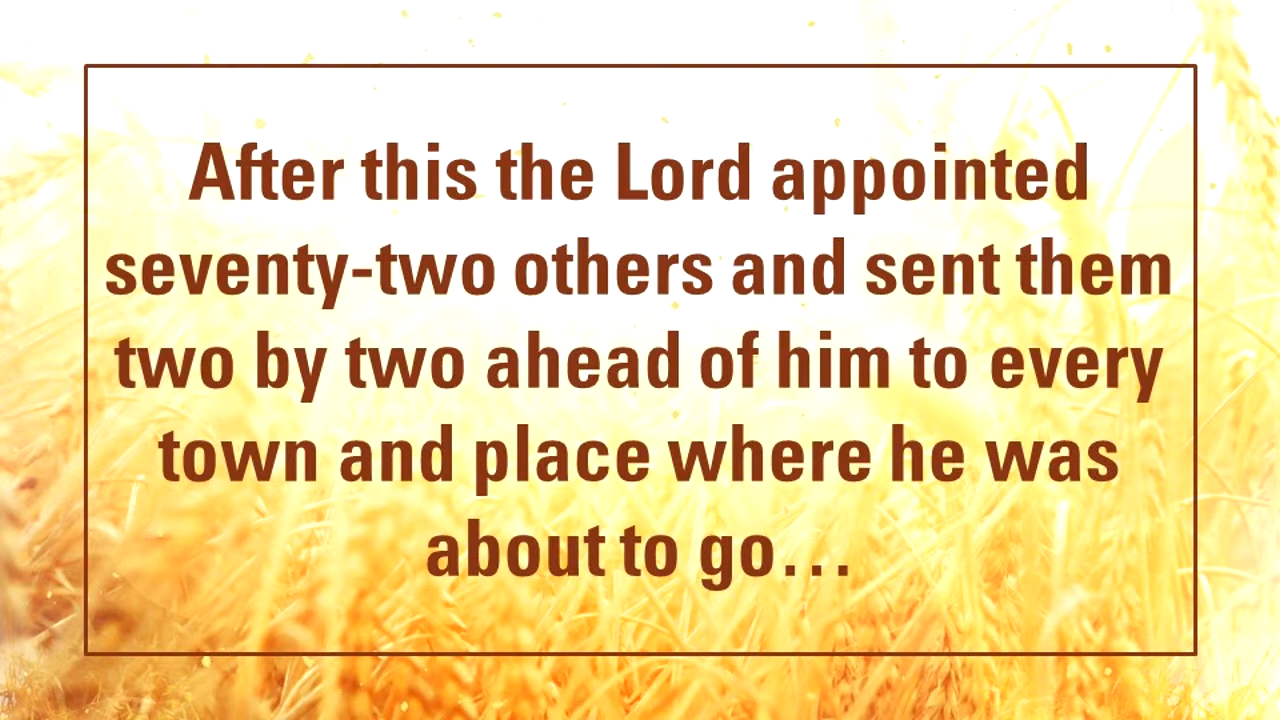 After this the Lord appointed
seventy-two others and sent them
two by two ahead of him to every
town and place where he was
about to go…